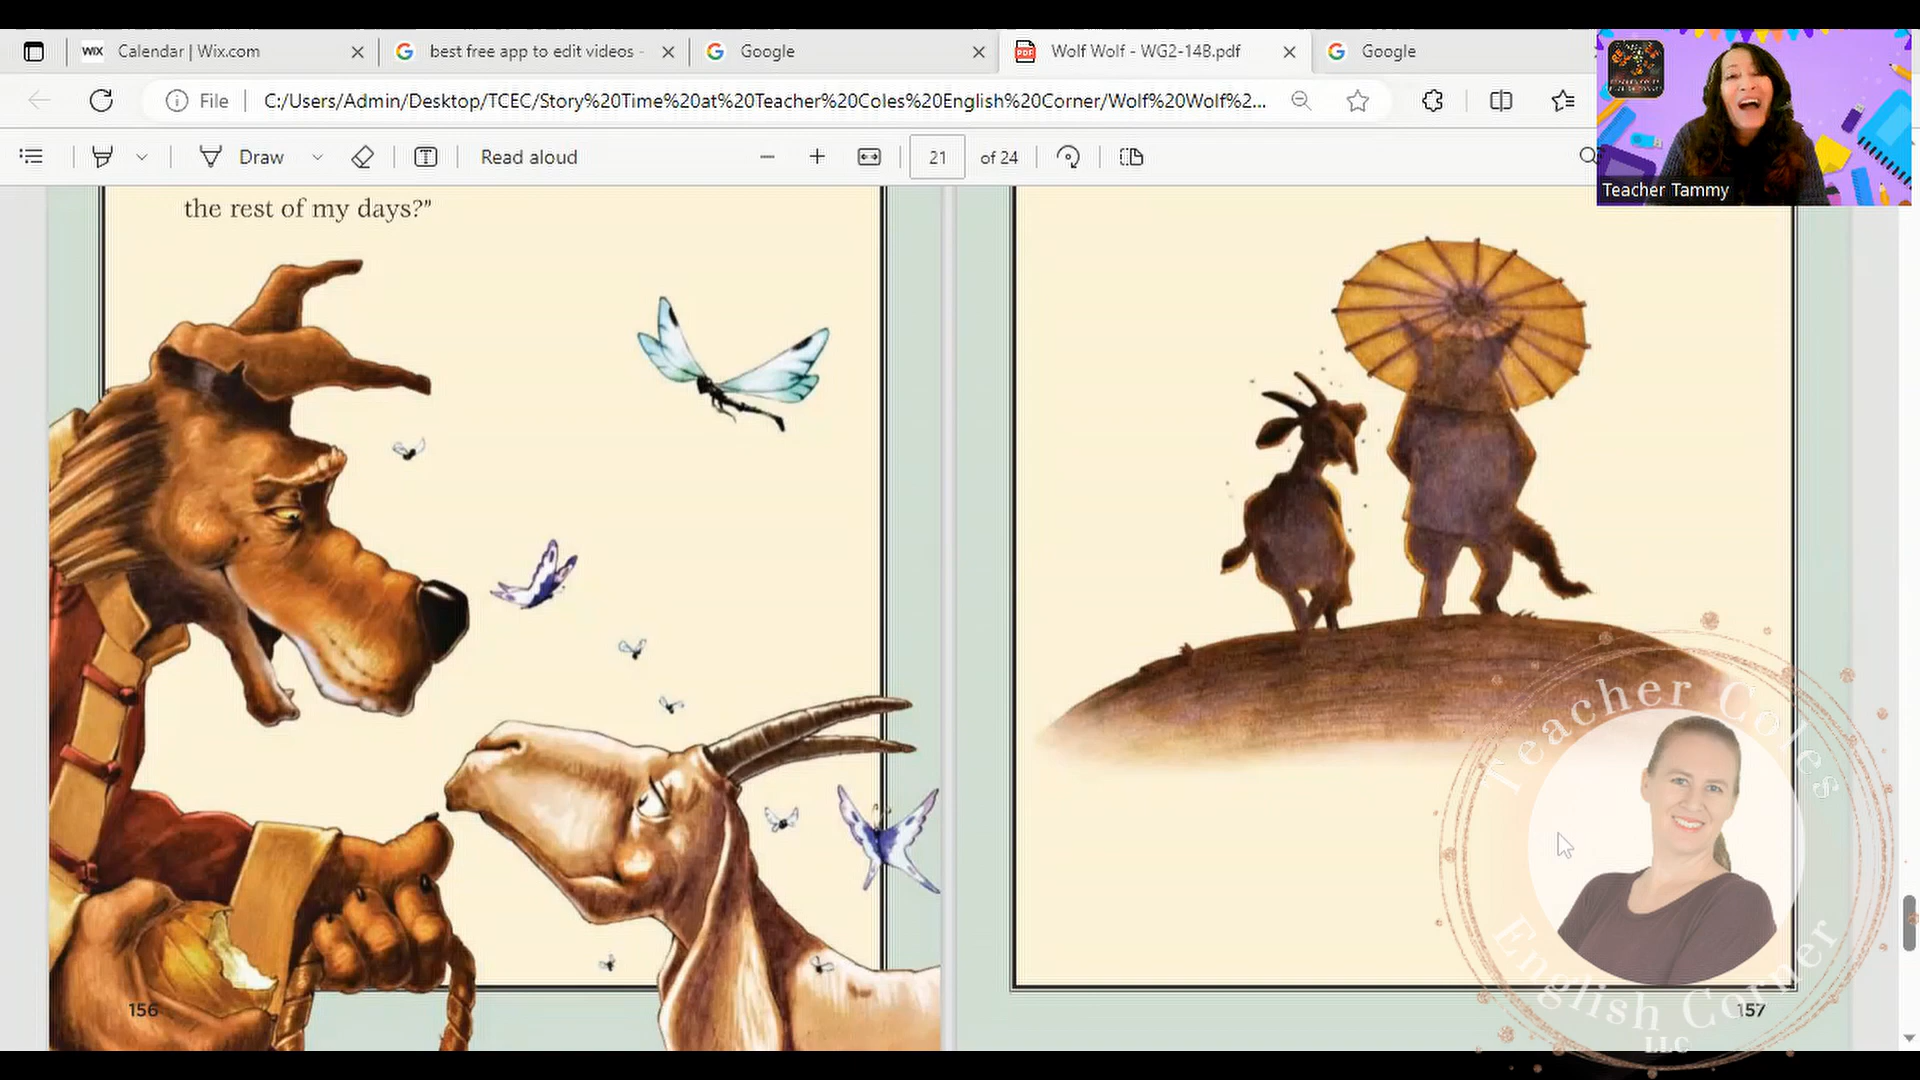 WIX Calendar | Wix.com
best free app to edit videos -
Google
PDF Wolf Wolf - WG2-14B.pdf
Google
File
C:/Users/Admin/Desktop/TCEC/Story%20Time%20at%20Teacher%20Coles%20English%20Corner/Wolf%20Wolf%2...
Draw
Read aloud
21 of 24
Teacher Tammy
the rest of my days?”
156
157
Teacher Coles
English Corner
LLC